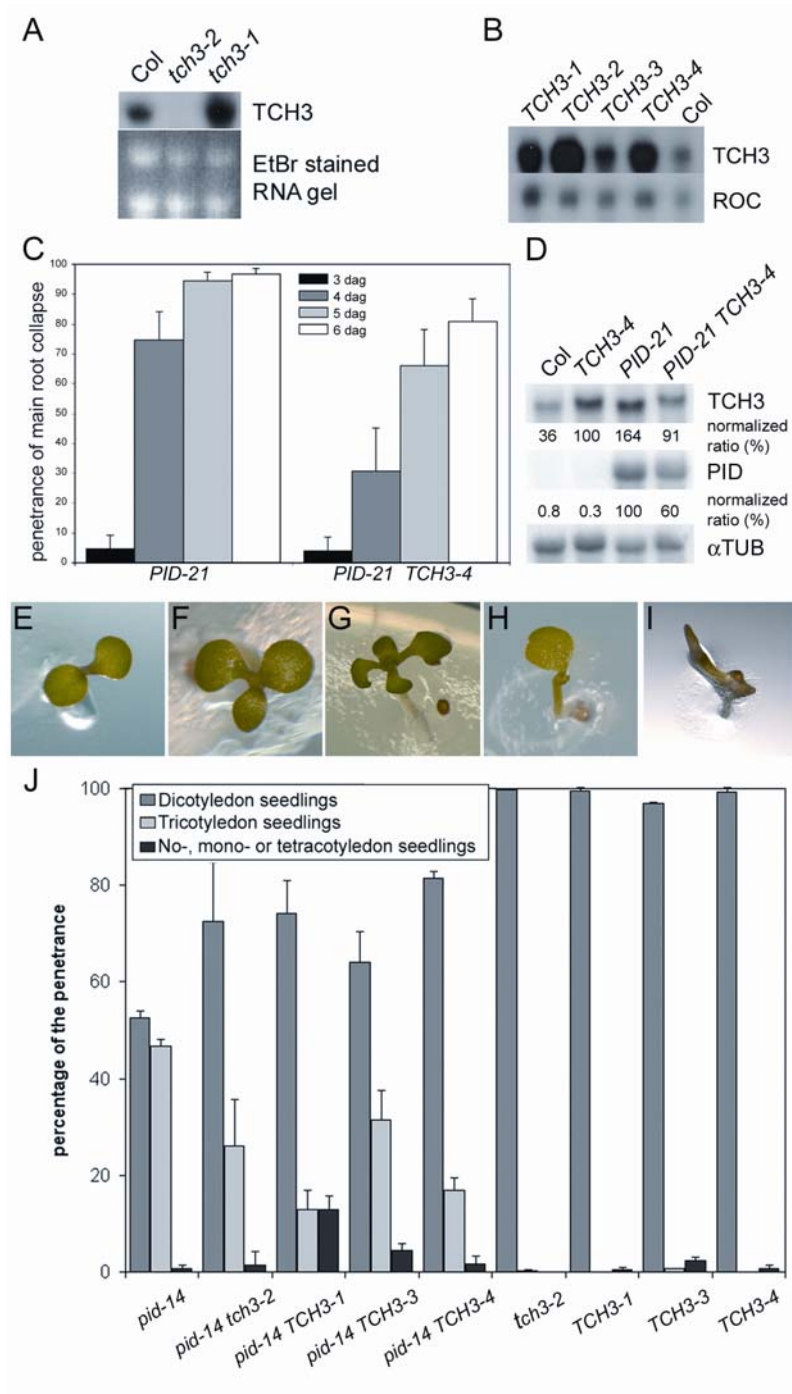 A
Col
tch3-2
tch3-1
TCH3
EtBr stained
RNA gel
B
TCH3-1
TCH3-2
TCH3-3
TCH3-4
Col
TCH3
ROC
C
penetrance of main root collapse
100
90
80
70
60
50
40
30
20
10
0
3 dag
4 dag
5 dag
6 dag
PID-21
PID-21 TCH3-4
D
Col
TCH3-4
PID-21
PID-21 TCH3-4
TCH3
36 100 164 91
normalized
ratio (%)
PID
0.8 0.3 100 60
normalized
ratio (%)
αTUB
E
F
G
H
I
J
percentage of the penetrance
100
80
60
40
20
0
Dicotyledon seedlings
Tricotyledon seedlings
No-, mono- or tetracotyledon seedlings
pid-14
pid-14 tch3-2
pid-14 TCH3-1
pid-14 TCH3-3
pid-14 TCH3-4
tch3-2
TCH3-1
TCH3-3
TCH3-4